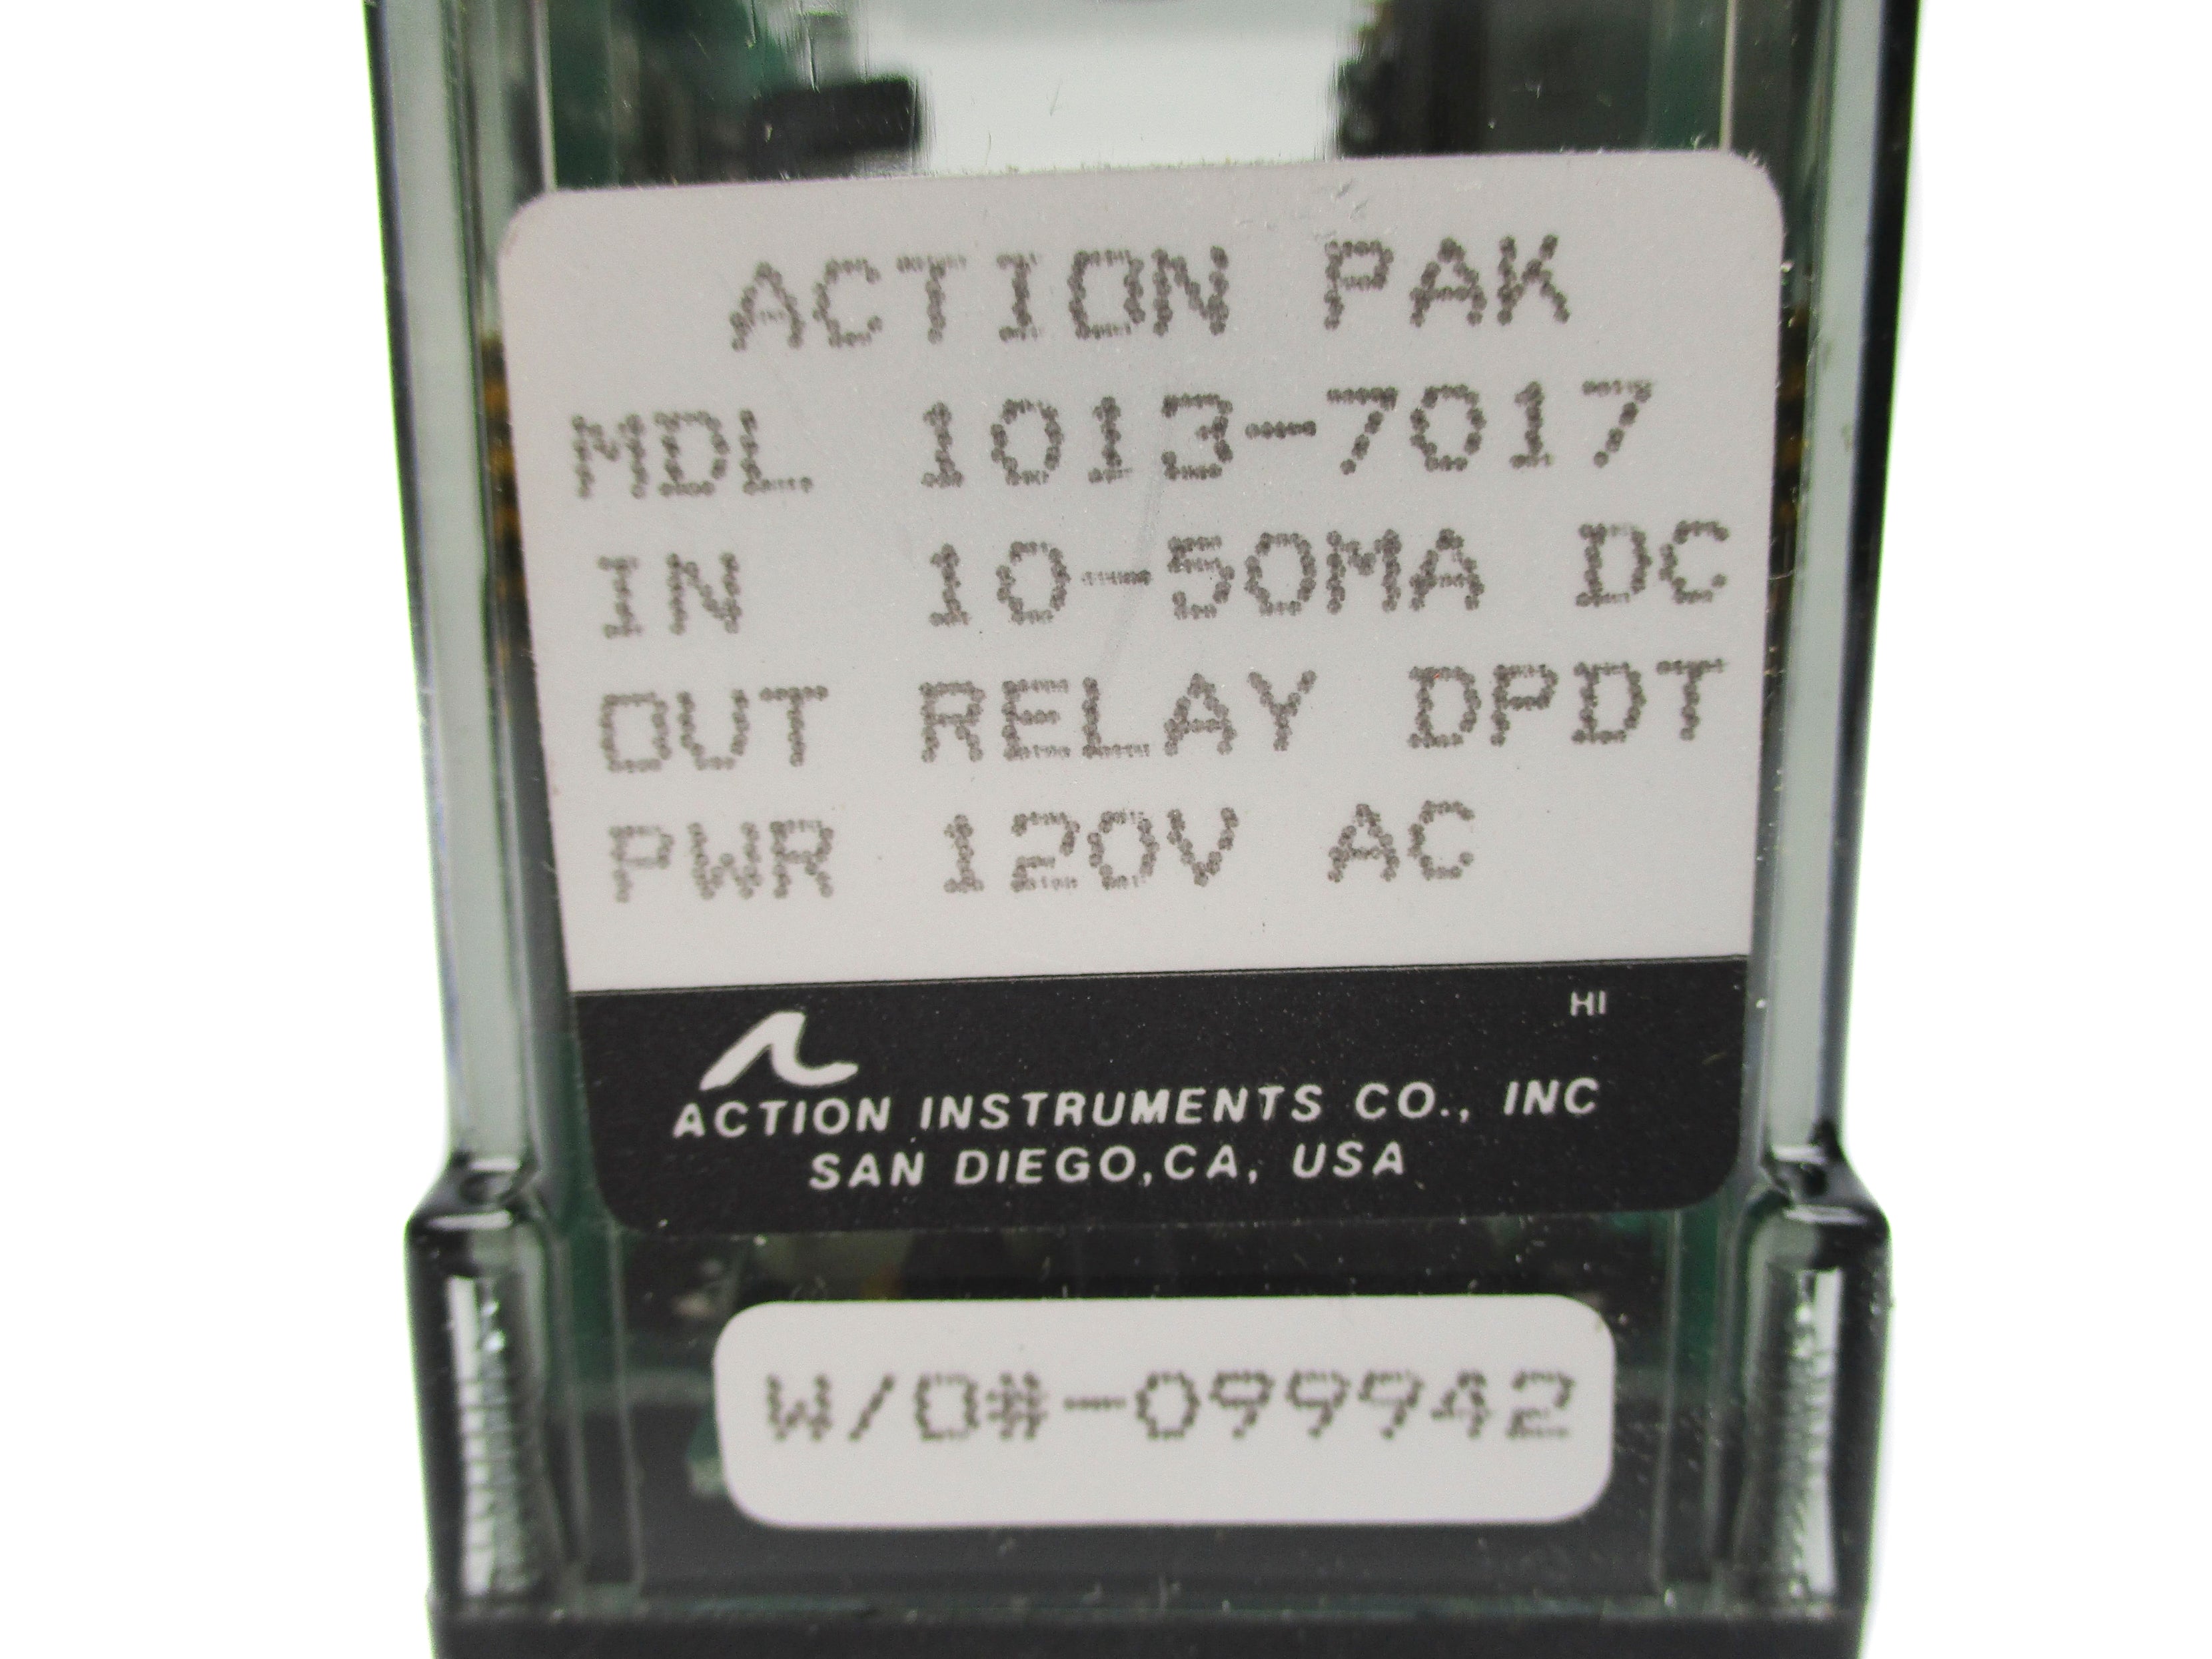 ACTION PAK
MDL 1013-7017
IN 10-50MA DC
OUT RELAY DPDT
PWR 120V AC
HI
ACTION INSTRUMENTS CO., INC
SAN DIEGO,CA, USA
W/O#-099942